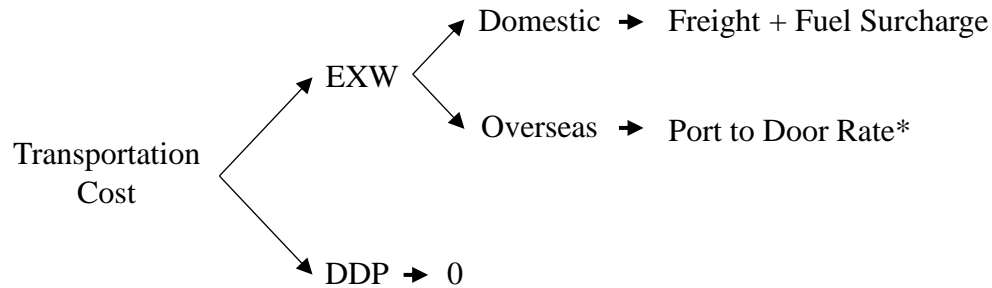 Domestic → Freight + Fuel Surcharge
EXW
Overseas → Port to Door Rate*
Transportation
Cost
DDP → 0